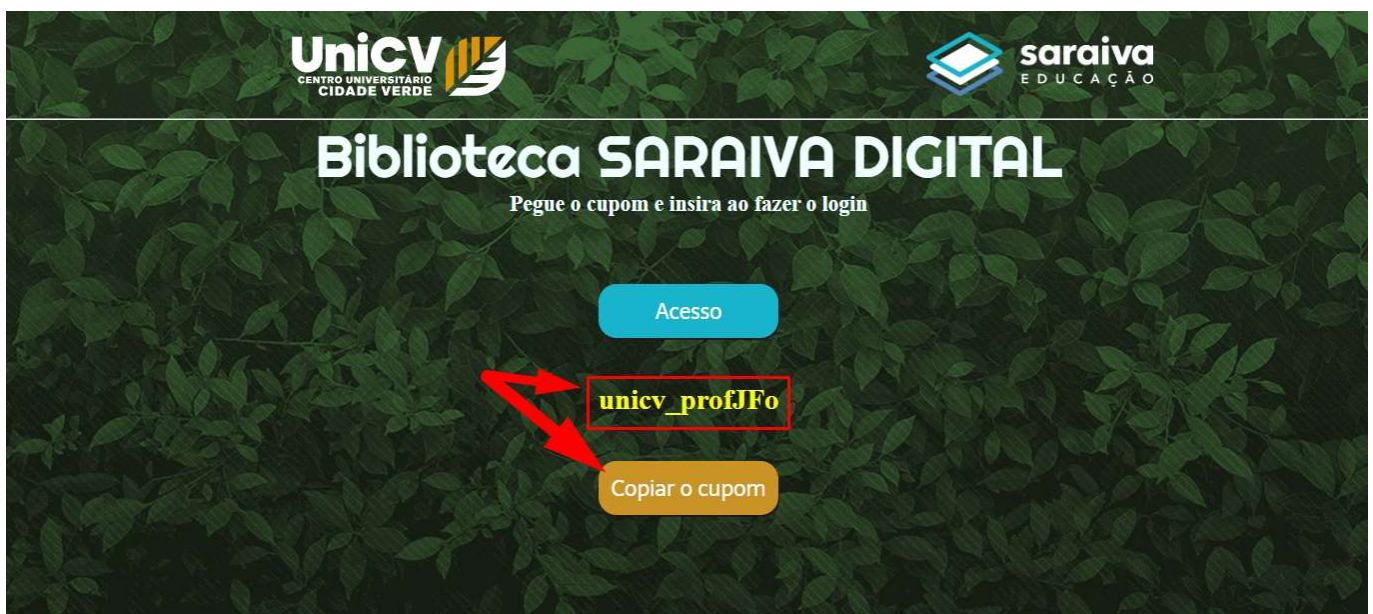 UniCV
CENTRO UNIVERSITÁRIO
CIDADE VERDE
saraiva
EDUCAÇÃO
Biblioteca SARAIVA DIGITAL
Pegue o cupom e insira ao fazer o login
Acesso
unicv_profJFo
Copiar o cupom